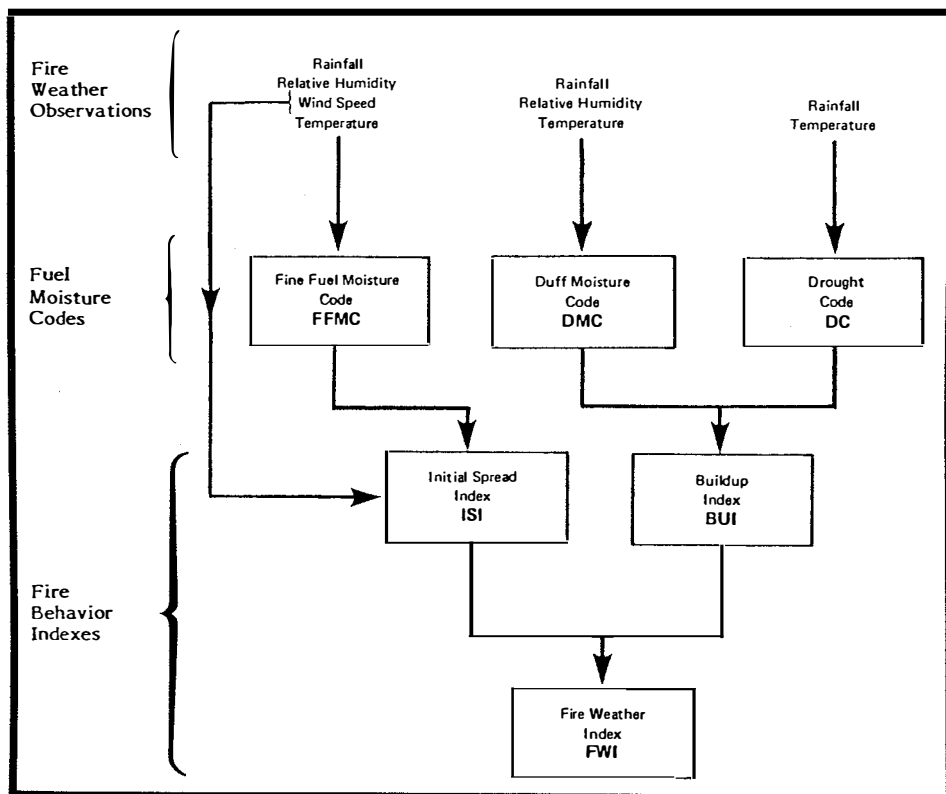 Fire
Weather
Observations
Rainfall
Relative Humidity
Wind Speed
Temperature
Rainfall
Relative Humidity
Temperature
Rainfall
Temperature
Fuel
Moisture
Codes
Fine Fuel Moisture
Code
FFMC
Duff Moisture
Code
DMC
Drought
Code
DC
Initial Spread
Index
ISI
Buildup
Index
BUI
Fire
Behavior
Indexes
Fire Weather
Index
FWI